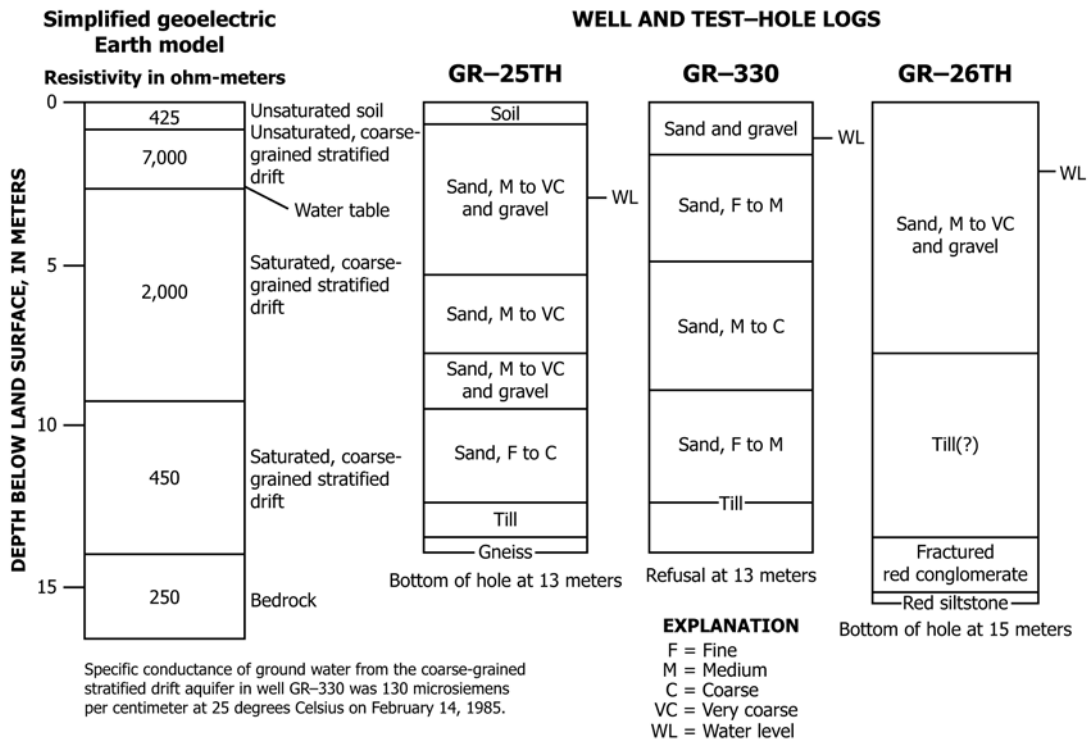 Simplified geoelectric
Earth model
Resistivity in ohm-meters
WELL AND TEST–HOLE LOGS
GR–25TH
GR–330
GR–26TH
DEPTH BELOW LAND SURFACE, IN METERS
0
5
10
15
425
7,000
2,000
450
250
Unsaturated soil
Unsaturated, coarse-
grained stratified
drift
Water table
Saturated, coarse-
grained stratified
drift
Saturated, coarse-
grained stratified
drift
Bedrock
Soil
Sand, M to VC
and gravel
WL
Sand, M to VC
Sand, M to VC
and gravel
Sand, F to C
Till
Gneiss
Bottom of hole at 13 meters
Sand and gravel
WL
Sand, F to M
Sand, M to C
Sand, F to M
Till
Refusal at 13 meters
WL
Sand, M to VC
and gravel
Till(?)
Fractured
red conglomerate
Red siltstone
Bottom of hole at 15 meters
EXPLANATION
F = Fine
M = Medium
C = Coarse
VC = Very coarse
WL = Water level
Specific conductance of ground water from the coarse-grained
stratified drift aquifer in well GR–330 was 130 microsiemens
per centimeter at 25 degrees Celsius on February 14, 1985.